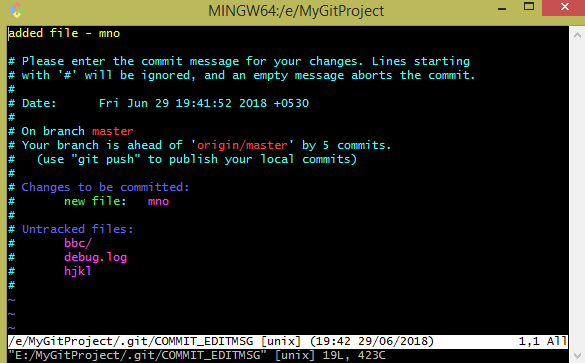 MINGW64:/e/MyGitProject
added file - mno
# Please enter the commit message for your changes. Lines starting
# with '#' will be ignored, and an empty message aborts the commit.
#
# Date:      Fri Jun 29 19:41:52 2018 +0530
#
# On branch master
# Your branch is ahead of 'origin/master' by 5 commits.
#   (use "git push" to publish your local commits)
#
# Changes to be committed:
#       new file:   mno
#
# Untracked files:
#       bbc/
#       debug.log
#       hjkl
#
~
~
/e/MyGitProject/.git/COMMIT_EDITMSG [unix] (19:42 29/06/2018) 1,1 All
"E:/MyGitProject/.git/COMMIT_EDITMSG" [unix] 19L, 423C